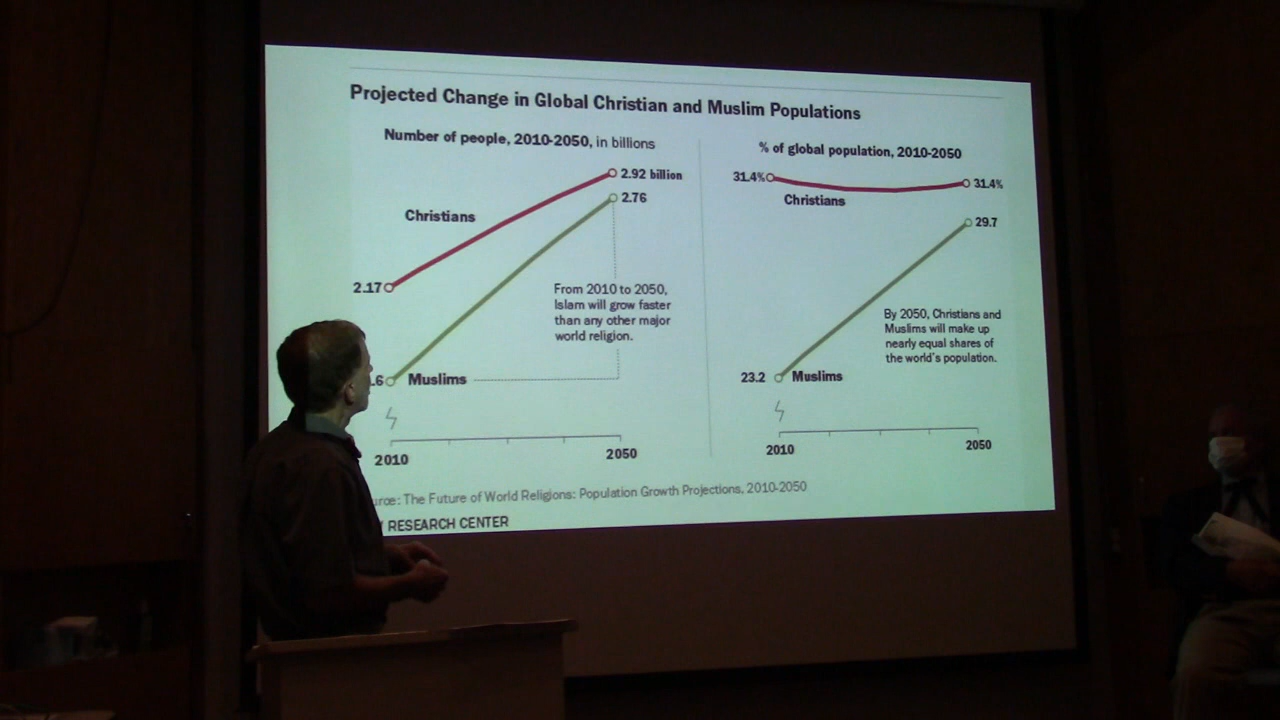 Projected Change in Global Christian and Muslim Populations
Number of people, 2010-2050, in billions
2.92 billion
2.76
Christians
2.17
From 2010 to 2050,
Islam will grow faster
than any other major
world religion.
.6 Muslims
2010 2050
% of global population, 2010-2050
31.4% 31.4%
Christians
29.7
By 2050, Christians and
Muslims will make up
nearly equal shares of
the world's population.
23.2 Muslims
2010 2050
urce: The Future of World Religions: Population Growth Projections, 2010-2050
RESEARCH CENTER